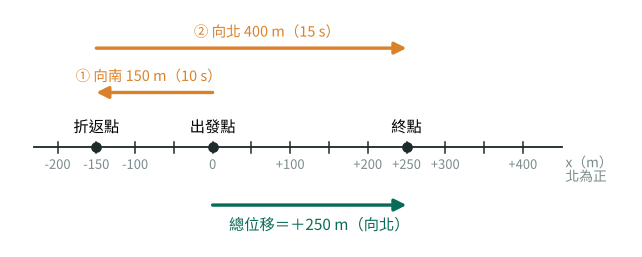 ② 向北 400 m（15 s）
① 向南 150 m（10 s）
折返點 出發點 終點
-200 -150 -100 0 +100 +200 +250 +300 +400 x（m）
北為正
總位移＝＋250 m（向北）